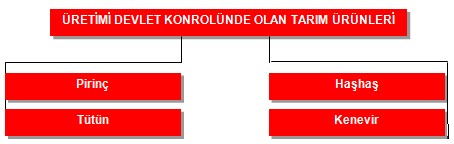 ÜRETİMİ DEVLET KONROLÜNDE OLAN TARIM ÜRÜNLERİ
Pirinç
Haşhaş
Tütün
Kenevir